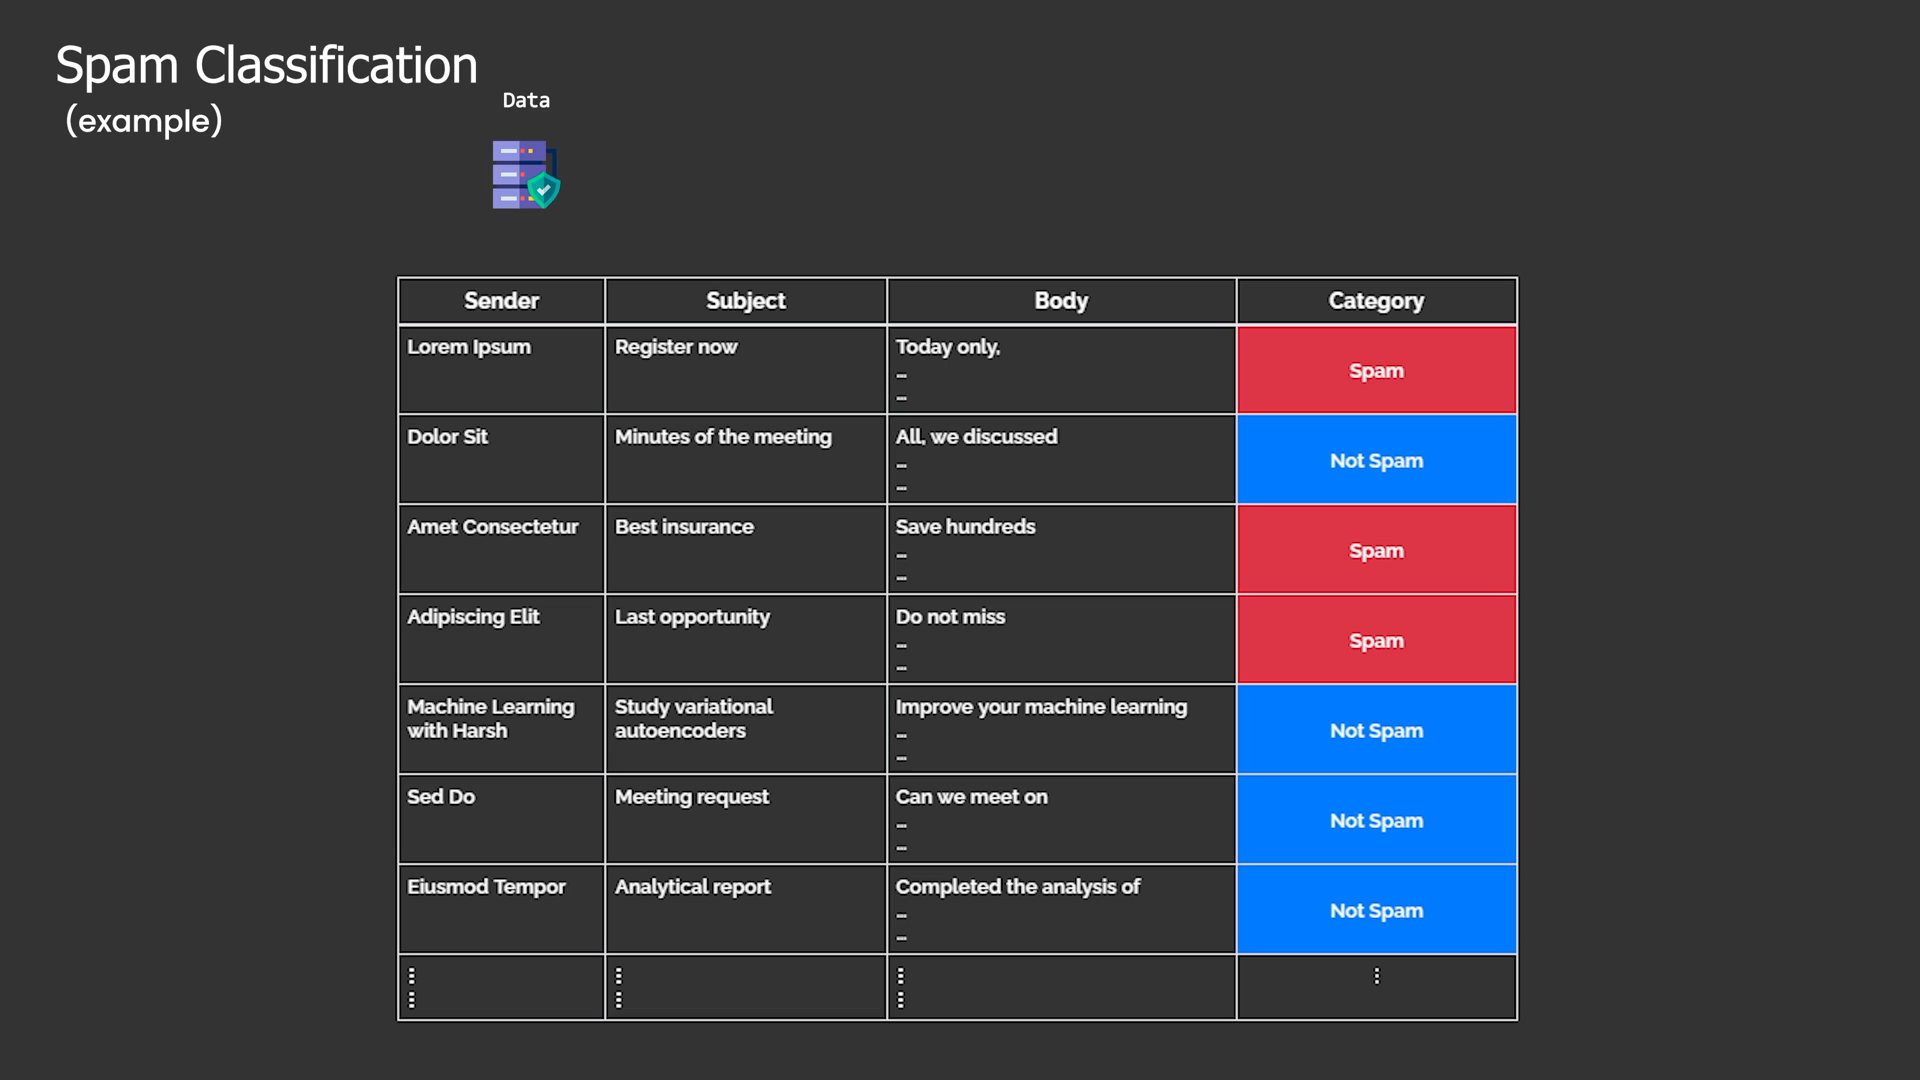 Spam Classification
(example)
Data
Sender Subject Body Category
Lorem Ipsum Register now Today only, Spam
...
...
Dolor Sit Minutes of the meeting All, we discussed Not Spam
...
...
Amet Consectetur Best insurance Save hundreds Spam
...
...
Adipiscing Elit Last opportunity Do not miss Spam
...
...
Machine Learning with Harsh Study variational autoencoders Improve your machine learning Not Spam
...
...
Sed Do Meeting request Can we meet on Not Spam
...
...
Eiusmod Tempor Analytical report Completed the analysis of Not Spam
...
...
⋮ ⋮ ⋮ ⋮
⋮ ⋮ ⋮